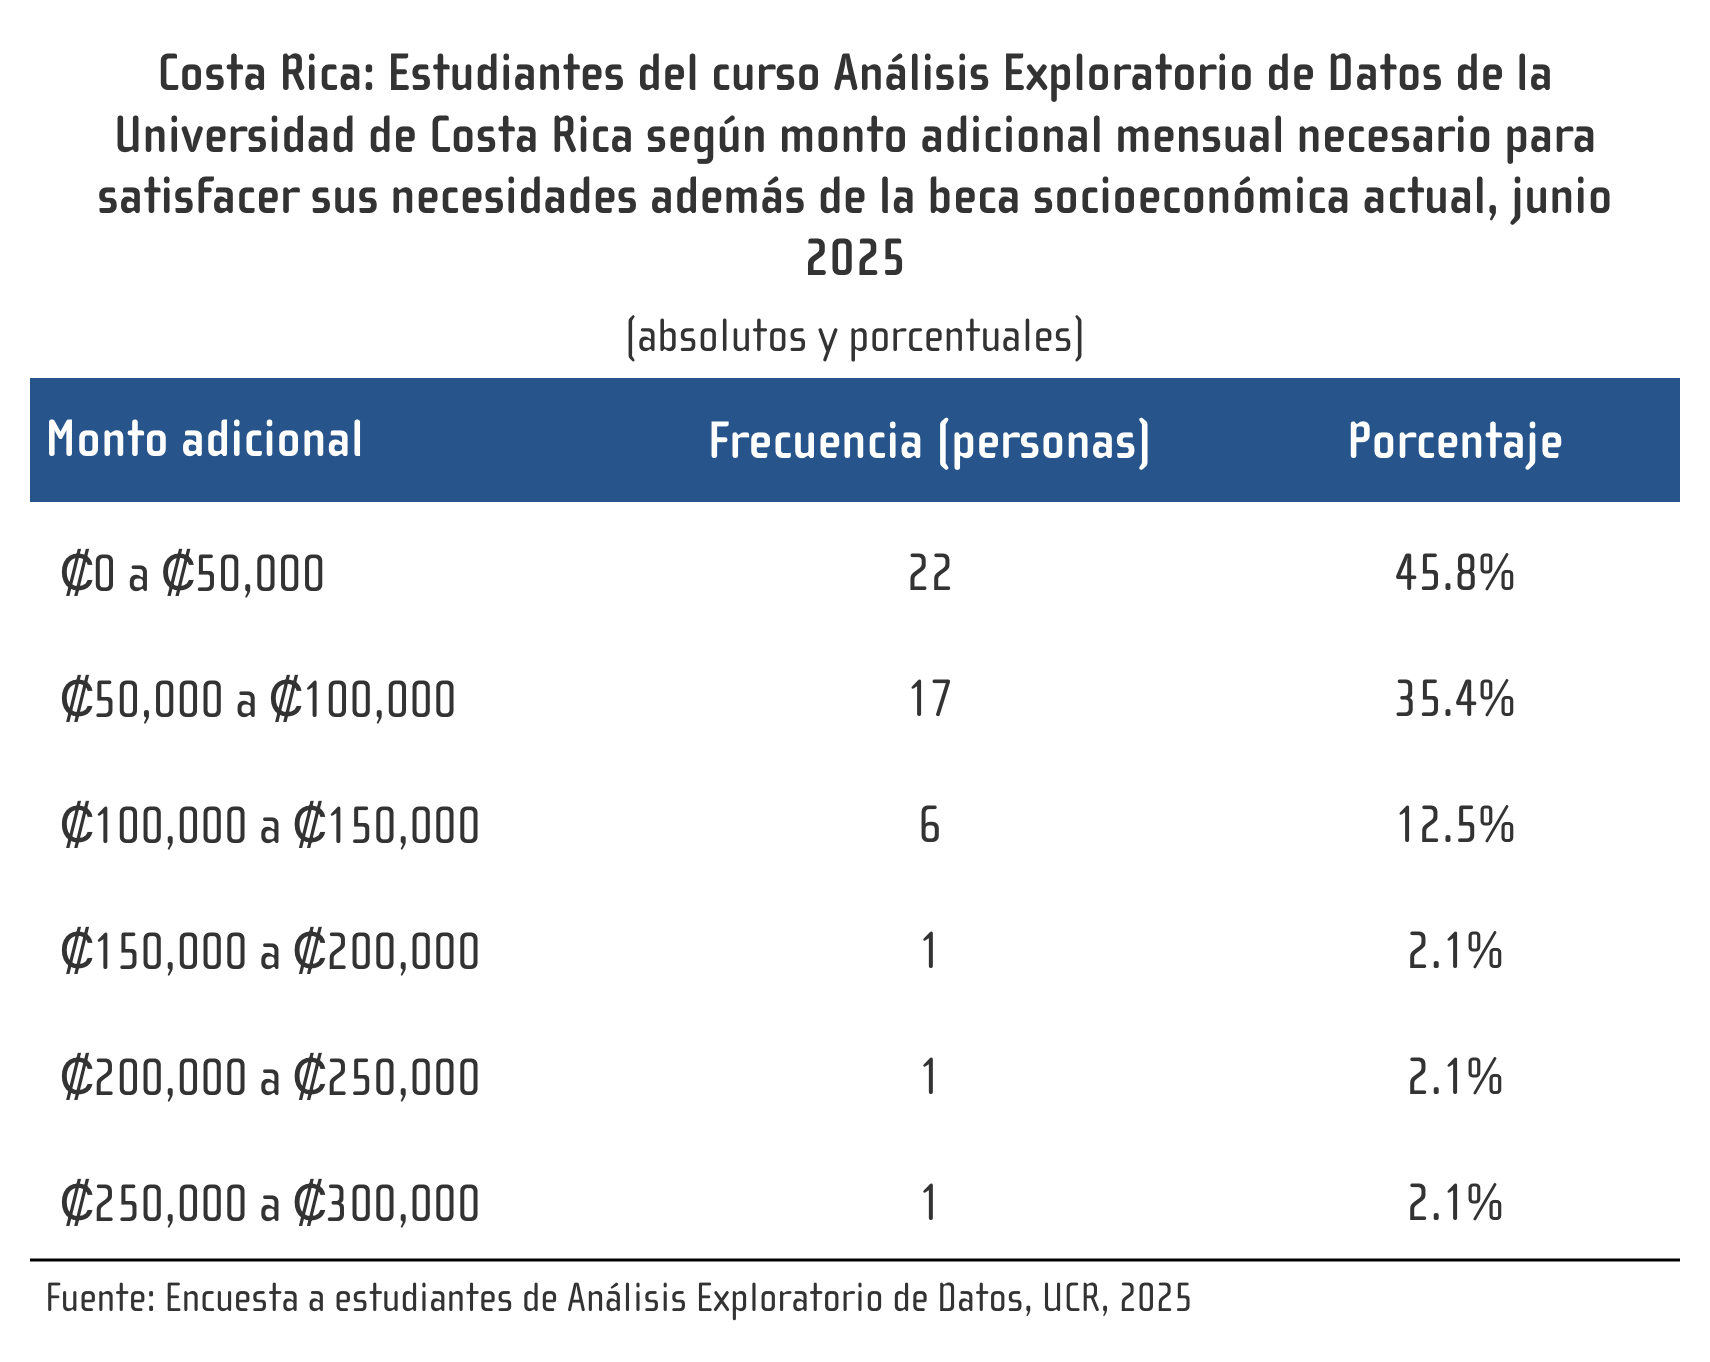 Costa Rica: Estudiantes del curso Análisis Exploratorio de Datos de la
Universidad de Costa Rica según monto adicional mensual necesario para
satisfacer sus necesidades además de la beca socioeconómica actual, junio
2025
(absolutos y porcentuales)
Monto adicional Frecuencia (personas) Porcentaje
₡0 a ₡50,000 22 45.8%
₡50,000 a ₡100,000 17 35.4%
₡100,000 a ₡150,000 6 12.5%
₡150,000 a ₡200,000 1 2.1%
₡200,000 a ₡250,000 1 2.1%
₡250,000 a ₡300,000 1 2.1%
Fuente: Encuesta a estudiantes de Análisis Exploratorio de Datos, UCR, 2025